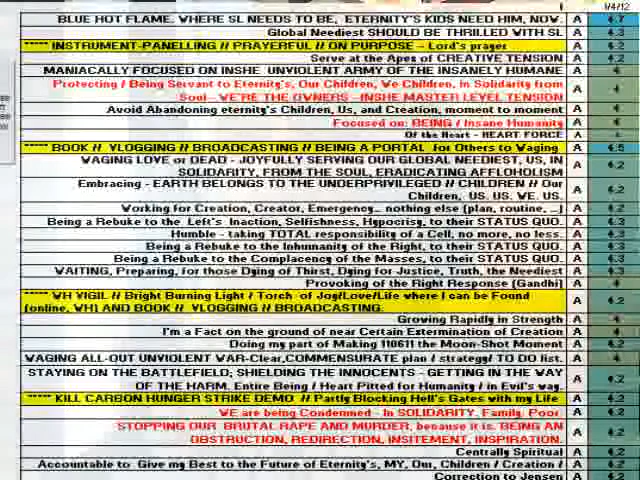 1/4/12
BLUE HOT FLAME. WHERE SL NEEDS TO BE, ETERNITY'S KIDS NEED HIM, NOW. A 4.7
Global Neediest SHOULD BE THRILLED WITH SL A 4.3
***** INSTRUMENT-PANELLING // PRAYERFUL // ON PURPOSE -- Lord's prayer A 4.2
Serve at the Apex of CREATIVE TENSION A 4.2
MANIACALLY FOCUSED ON INSHE UNVIOLENT ARMY OF THE INSANELY HUMANE A 4
Protecting / Being Servant to Eternity's, Our Children, We Children, In Solidarity from
Soul - WE'RE THE OWNERS - INSHE MASTER LEVEL TENSION A 4
Avoid Abandoning eternity's Children, Us, and Creation, moment to moment A 4
Focused on: BEING / Insane Humanity A 4
Of the Heart - HEART FORCE A
***** BOOK // VLOGGING // BROADCASTING // BEING A PORTAL for Others to Waging A 4.5
WAGING LOVE or DEAD - JOYFULLY SERVING OUR GLOBAL NEEDIEST, US, IN
SOLIDARITY, FROM THE SOUL, ERADICATING AFFLOHOLISM A 4.2
Embracing - EARTH BELONGS TO THE UNDERPRIVILEGED // CHILDREN // Our
Children, US. US. WE. US. A 4.2
Working for Creation, Creator, Emergency... nothing else (plan, routine, ...) A 4.2
Being a Rebuke to the Left's Inaction, Selfishness, Hypocrisy, to their STATUS QUO. A 4.3
Humble - taking TOTAL responsibility of a Cell, no more, no less. A 4.3
Being a Rebuke to the Inhumanity of the Right, to their STATUS QUO. A 4.3
Being a Rebuke to the Complacency of the Masses, to their STATUS QUO. A 4.3
WAITING, Preparing, for those Dying of Thirst, Dying for Justice, Truth, the Neediest A 4.3
Provoking of the Right Response (Gandhi) A 4
***** WH VIGIL // Bright Burning Light / Torch of Joy/Love/Life where I can be Found
(online, WH) AND BOOK // VLOGGING // BROADCASTING. A 4.2
Growing Rapidly in Strength A 4
I'm a Fact on the ground of near Certain Extermination of Creation A 4
Doing my part of Making 110611 the Moon-Shot Moment A 4.2
WAGING ALL-OUT UNVIOLENT WAR-Clear,COMMENSURATE plan / strategy/ TO DO list. A 4
STAYING ON THE BATTLEFIELD; SHIELDING THE INNOCENTS - GETTING IN THE WAY
OF THE HARM. Entire Being / Heart Pitted for Humanity / in Evil's way. A 4.2
***** KILL CARBON HUNGER STRIKE DEMO // Partly Blocking Hell's Gates with my Life A 4.2
WE are being Condemned - In SOLIDARITY. Family. Poor. A 4.2
STOPPING OUR BRUTAL RAPE AND MURDER, because it is. BEING AN
OBSTRUCTION, REDIRECTION, INSITEMENT, INSPIRATION. A 4.2
Centrally Spiritual A 4.2
Accountable to Give my Best to the Future of Eternity's, MY, Our, Children / Creation / A 4.2
Correction to Jensen A 4.2